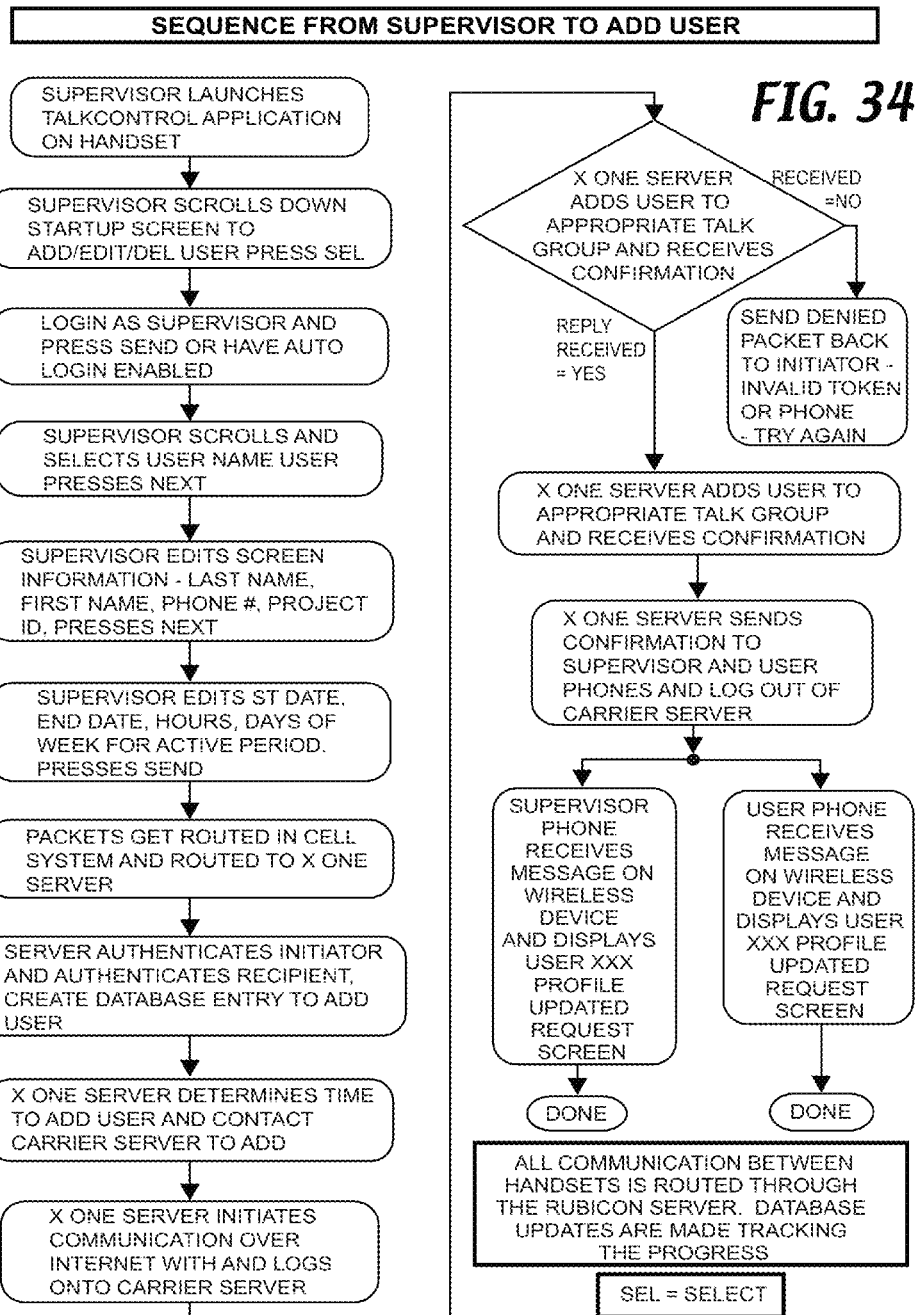 SEQUENCE FROM SUPERVISOR TO ADD USER
FIG. 34
SUPERVISOR LAUNCHES
TALKCONTROL APPLICATION
ON HANDSET
SUPERVISOR SCROLLS DOWN
STARTUP SCREEN TO
ADD/EDIT/DEL USER PRESS SEL
LOGIN AS SUPERVISOR AND
PRESS SEND OR HAVE AUTO
LOGIN ENABLED
SUPERVISOR SCROLLS AND
SELECTS USER NAME USER
PRESSES NEXT
SUPERVISOR EDITS SCREEN
INFORMATION - LAST NAME,
FIRST NAME, PHONE #, PROJECT
ID. PRESSES NEXT
SUPERVISOR EDITS ST DATE,
END DATE, HOURS, DAYS OF
WEEK FOR ACTIVE PERIOD.
PRESSES SEND
PACKETS GET ROUTED IN CELL
SYSTEM AND ROUTED TO X ONE
SERVER
SERVER AUTHENTICATES INITIATOR
AND AUTHENTICATES RECIPIENT,
CREATE DATABASE ENTRY TO ADD
USER
X ONE SERVER DETERMINES TIME
TO ADD USER AND CONTACT
CARRIER SERVER TO ADD
X ONE SERVER INITIATES
COMMUNICATION OVER
INTERNET WITH AND LOGS
ONTO CARRIER SERVER
X ONE SERVER
ADDS USER TO
APPROPRIATE TALK
GROUP AND RECEIVES
CONFIRMATION
RECEIVED
=NO
SEND DENIED
PACKET BACK
TO INITIATOR -
INVALID TOKEN
OR PHONE
- TRY AGAIN
REPLY
RECEIVED
= YES
X ONE SERVER ADDS USER TO
APPROPRIATE TALK GROUP
AND RECEIVES CONFIRMATION
X ONE SERVER SENDS
CONFIRMATION TO
SUPERVISOR AND USER
PHONES AND LOG OUT OF
CARRIER SERVER
SUPERVISOR
PHONE
RECEIVES
MESSAGE ON
WIRELESS
DEVICE
AND DISPLAYS
USER XXX
PROFILE
UPDATED
REQUEST
SCREEN
DONE
USER PHONE
RECEIVES
MESSAGE
ON WIRELESS
DEVICE AND
DISPLAYS USER
XXX PROFILE
UPDATED
REQUEST
SCREEN
DONE
ALL COMMUNICATION BETWEEN
HANDSETS IS ROUTED THROUGH
THE RUBICON SERVER. DATABASE
UPDATES ARE MADE TRACKING
THE PROGRESS
SEL = SELECT